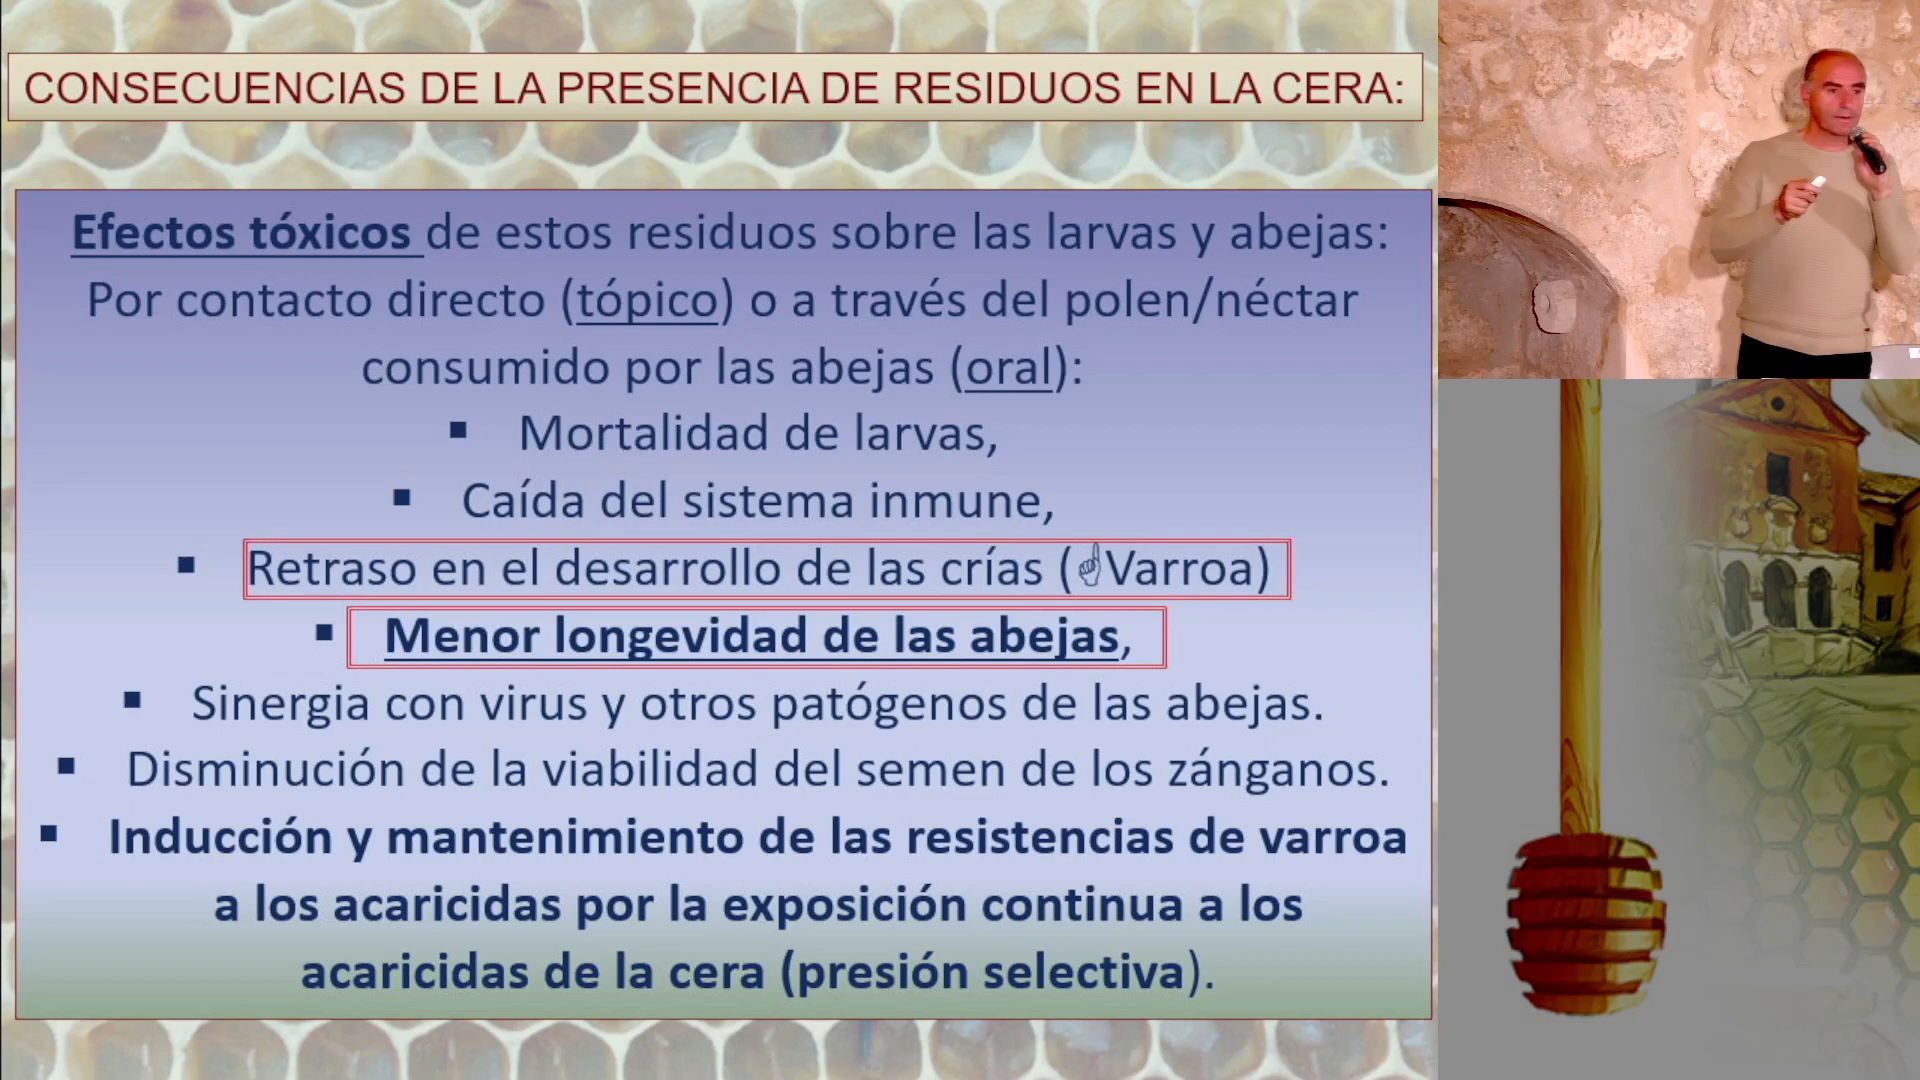 CONSECUENCIAS DE LA PRESENCIA DE RESIDUOS EN LA CERA:
Efectos tóxicos de estos residuos sobre las larvas y abejas:
Por contacto directo (tópico) o a través del polen/néctar
consumido por las abejas (oral):
▪ Mortalidad de larvas,
▪ Caída del sistema inmune,
▪ Retraso en el desarrollo de las crías (☝Varroa)
▪ Menor longevidad de las abejas,
▪ Sinergia con virus y otros patógenos de las abejas.
▪ Disminución de la viabilidad del semen de los zánganos.
▪ Inducción y mantenimiento de las resistencias de varroa
a los acaricidas por la exposición continua a los
acaricidas de la cera (presión selectiva).